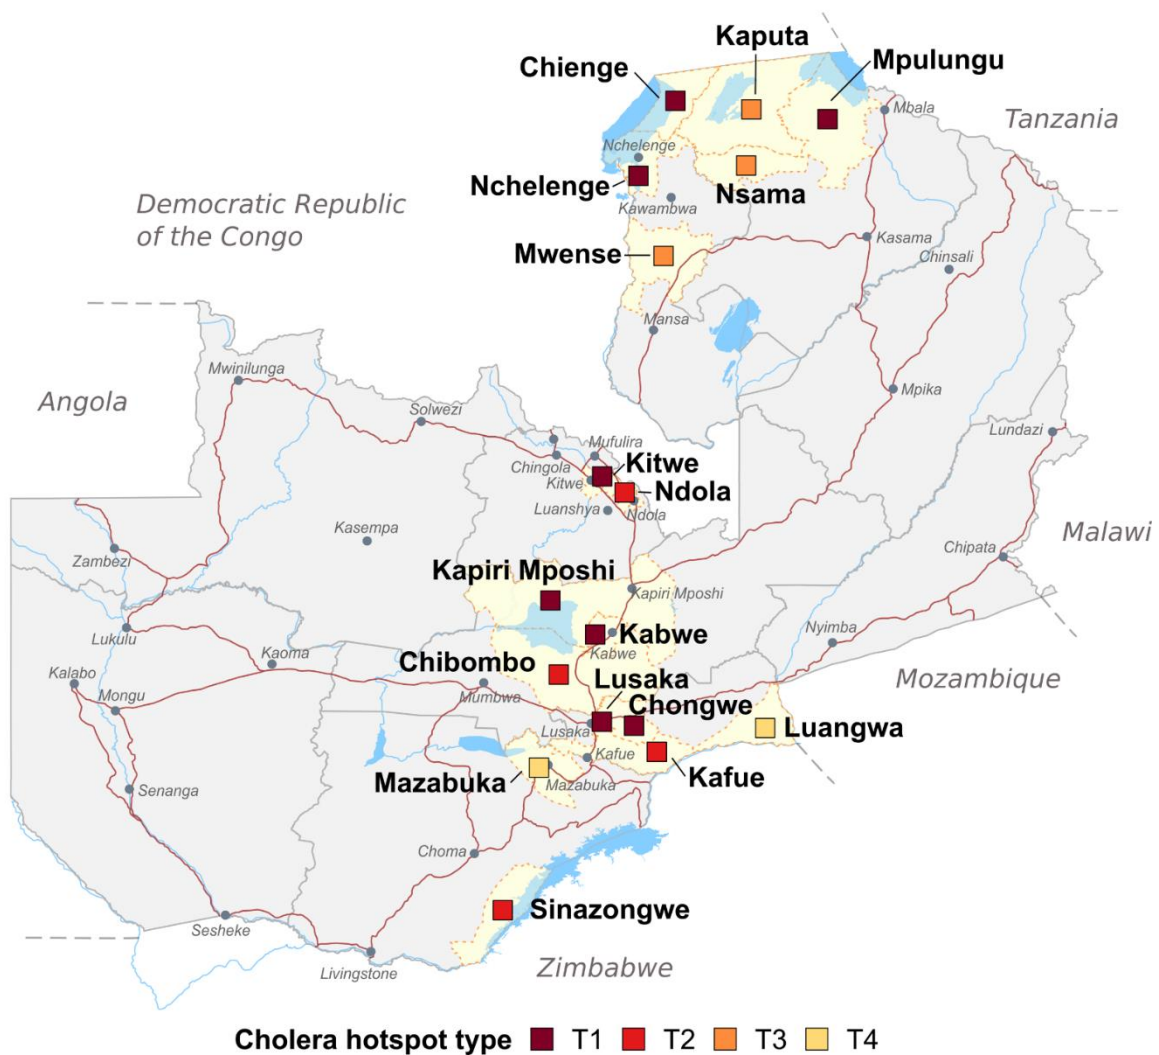 Kaputa
Chienge
Mpulungu
Mbala
Tanzania
Nchelenge
Nchelenge
Nsama
Kawambwa
Democratic Republic
of the Congo
Mwense
Kasama
Chinsali
Mansa
Mwinilunga
Mpika
Angola
Solwezi
Lundazi
Mufulira
Chingola
Kitwe
Kitwe
Ndola
Luanshya
Ndola
Kasempa
Malawi
Zambezi
Chipata
Kapiri Mposhi
Kapiri Mposhi
Lukulu
Kabwe
Kabwe
Nyimba
Kaoma
Chibombo
Kalabo
Mumbwa
Lusaka
Mozambique
Mongu
Chongwe
Lusaka
Luangwa
Kafue
Mazabuka
Mazabuka
Kafue
Senanga
Choma
Sinazongwe
Sesheke
Livingstone
Zimbabwe
Cholera hotspot type T1 T2 T3 T4